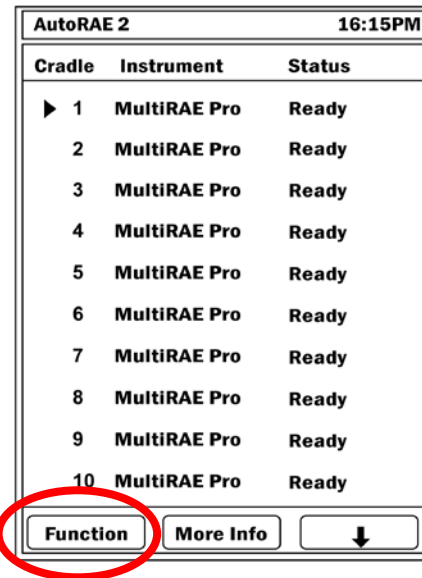 AutoRAE 2 16:15PM
Cradle Instrument Status
1 MultiRAE Pro Ready
2 MultiRAE Pro Ready
3 MultiRAE Pro Ready
4 MultiRAE Pro Ready
5 MultiRAE Pro Ready
6 MultiRAE Pro Ready
7 MultiRAE Pro Ready
8 MultiRAE Pro Ready
9 MultiRAE Pro Ready
10 MultiRAE Pro Ready
Function More Info